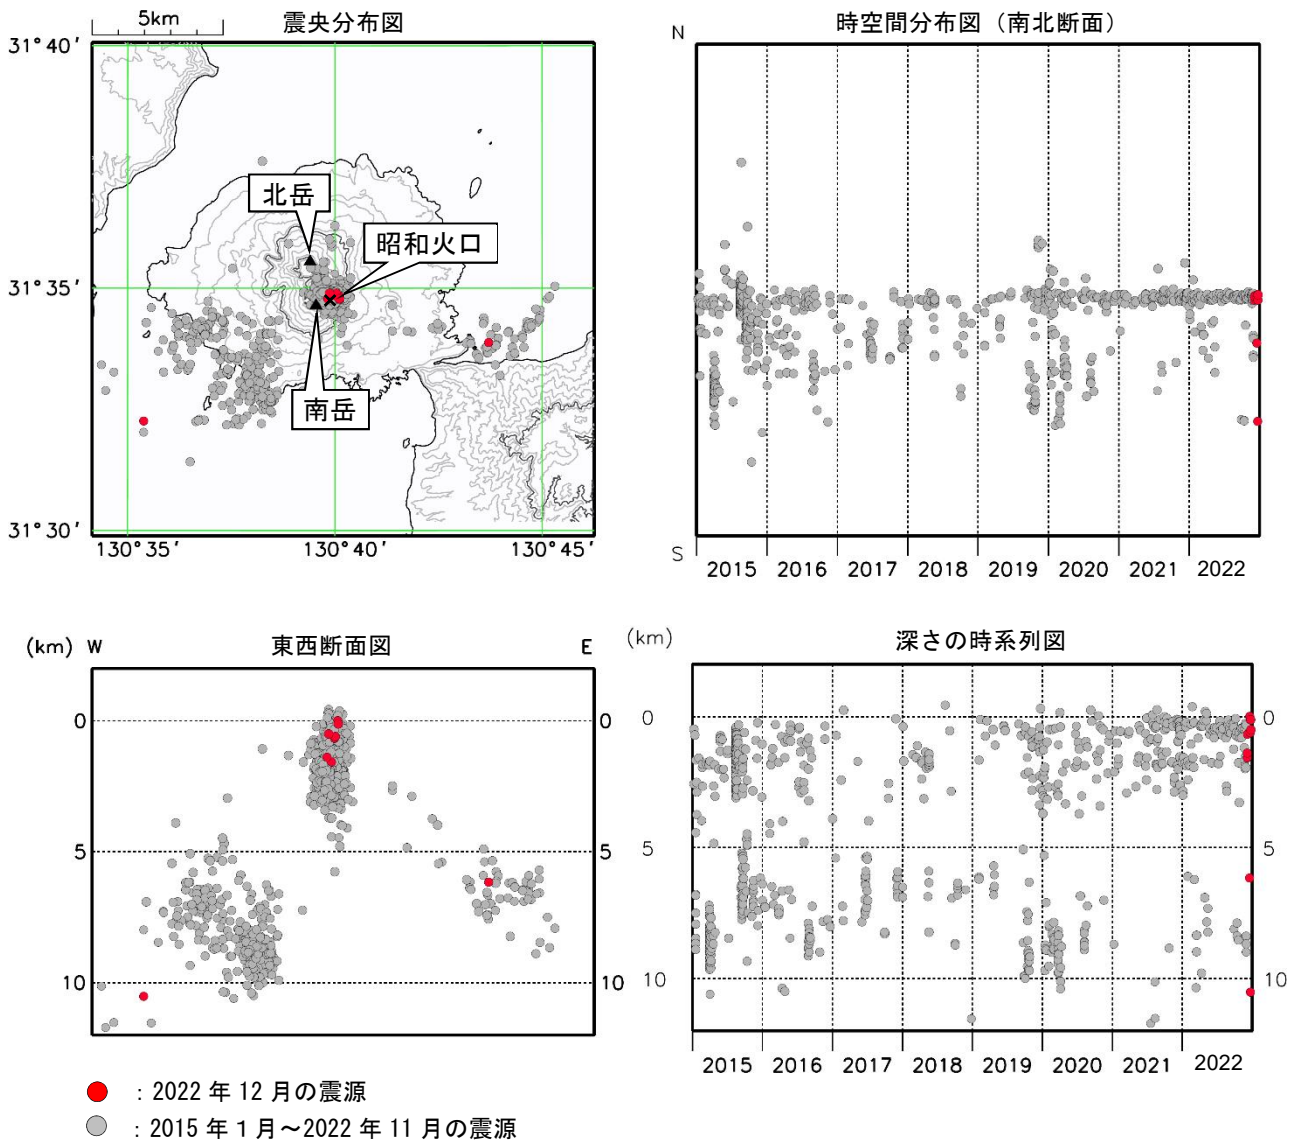 5km
震央分布図
31°40′
31°35′
31°30′
130°35′
130°40′
130°45′
北岳
昭和火口
南岳
時空間分布図（南北断面）
N
S
2015
2016
2017
2018
2019
2020
2021
2022
東西断面図
(km)
W
E
0
0
5
5
10
10
深さの時系列図
(km)
0
0
5
5
10
10
2015
2016
2017
2018
2019
2020
2021
2022
：2022 年 12 月の震源
：2015 年 1 月～2022 年 11 月の震源